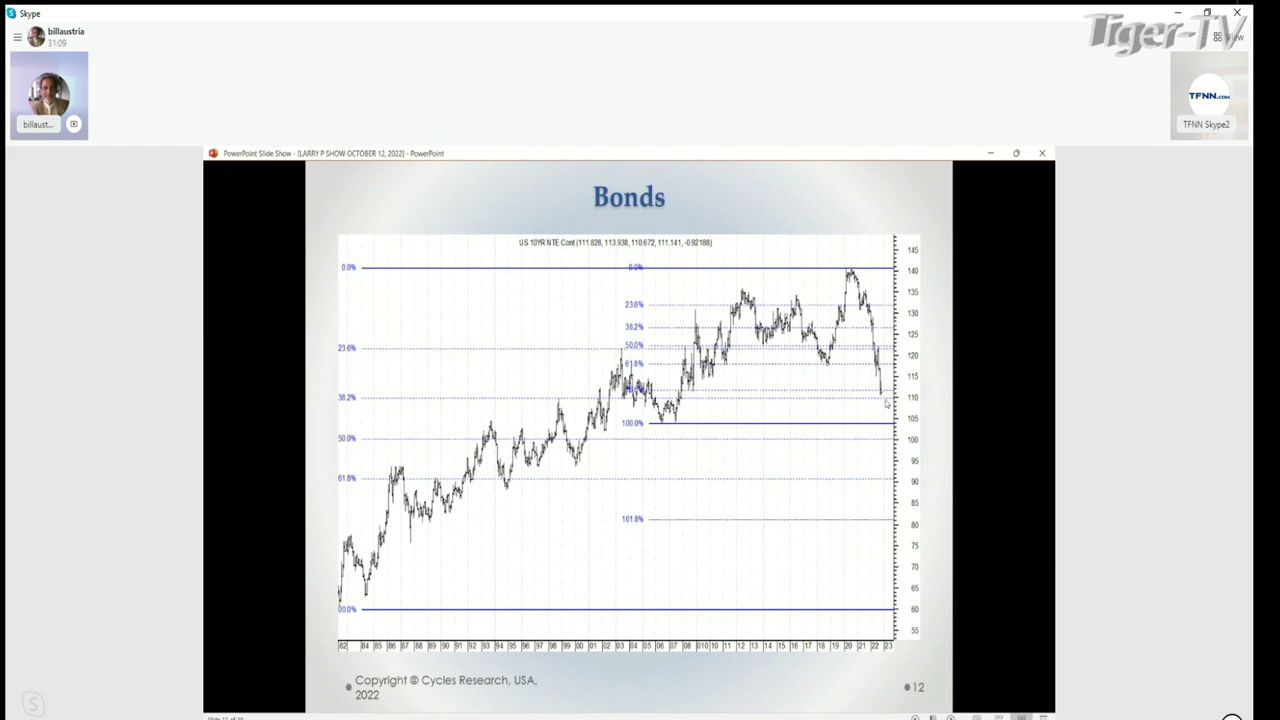 Skype
billaustria
31:09
Tiger-TV
View
billaust...
TFNN.COM
TFNN Skype2
PowerPoint Slide Show - [LARRY P SHOW OCTOBER 12, 2022] - PowerPoint
Bonds
US 10YR NTE Cont (111.828, 113.938, 110.672, 111.141, -0.92188)
145
0.0%
0.0%
140
135
23.6%
130
38.2%
125
50.0%
23.6%
120
61.8%
115
38.2%
110
105
100.0%
50.0%
100
95
61.8%
90
85
161.8%
80
75
70
65
00.0%
60
55
82 84 85 86 87 88 89 90 91 92 93 94 95 96 97 98 99 00 02 03 04 05 06 07 08 010 10 11 12 13 14 15 16 17 18 19 20 21 22 23
Copyright © Cycles Research, USA,
2022
12